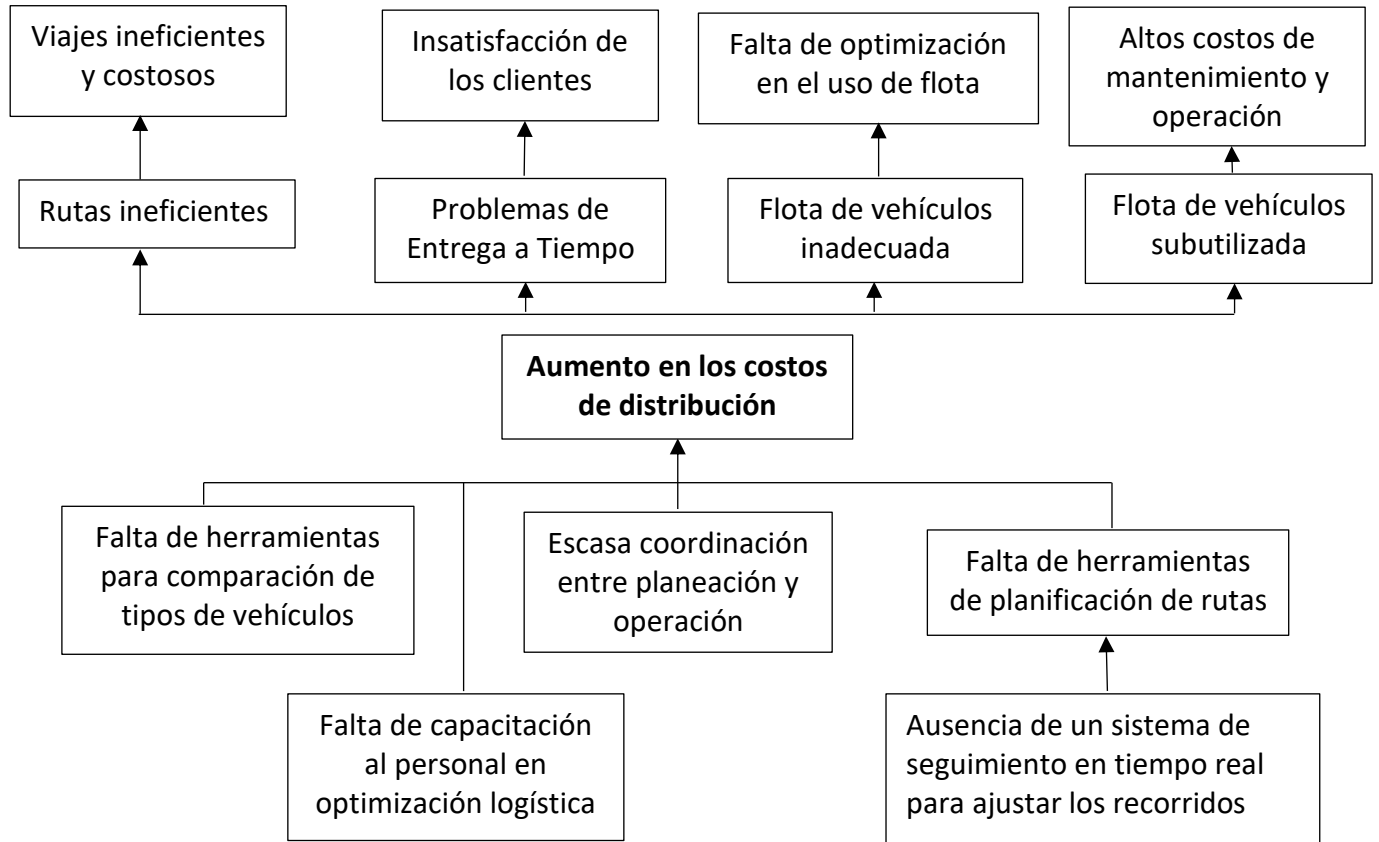 Viajes ineficientes
y costosos
Insatisfacción de
los clientes
Falta de optimización
en el uso de flota
Altos costos de
mantenimiento y
operación
Rutas ineficientes
Problemas de
Entrega a Tiempo
Flota de vehículos
inadecuada
Flota de vehículos
subutilizada
Aumento en los costos
de distribución
Falta de herramientas
para comparación de
tipos de vehículos
Escasa coordinación
entre planeación y
operación
Falta de herramientas
de planificación de rutas
Falta de capacitación
al personal en
optimización logística
Ausencia de un sistema de
seguimiento en tiempo real
para ajustar los recorridos